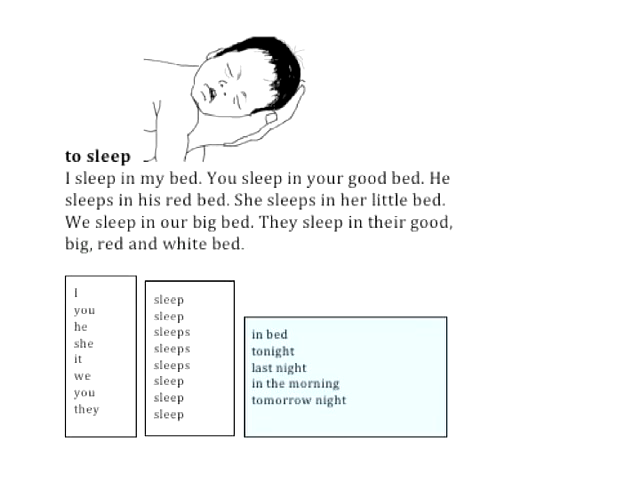 to sleep
I sleep in my bed. You sleep in your good bed. He
sleeps in his red bed. She sleeps in her little bed.
We sleep in our big bed. They sleep in their good,
big, red and white bed.
I
you
he
she
it
we
you
they
sleep
sleep
sleeps
sleeps
sleeps
sleep
sleep
sleep
in bed
tonight
last night
in the morning
tomorrow night